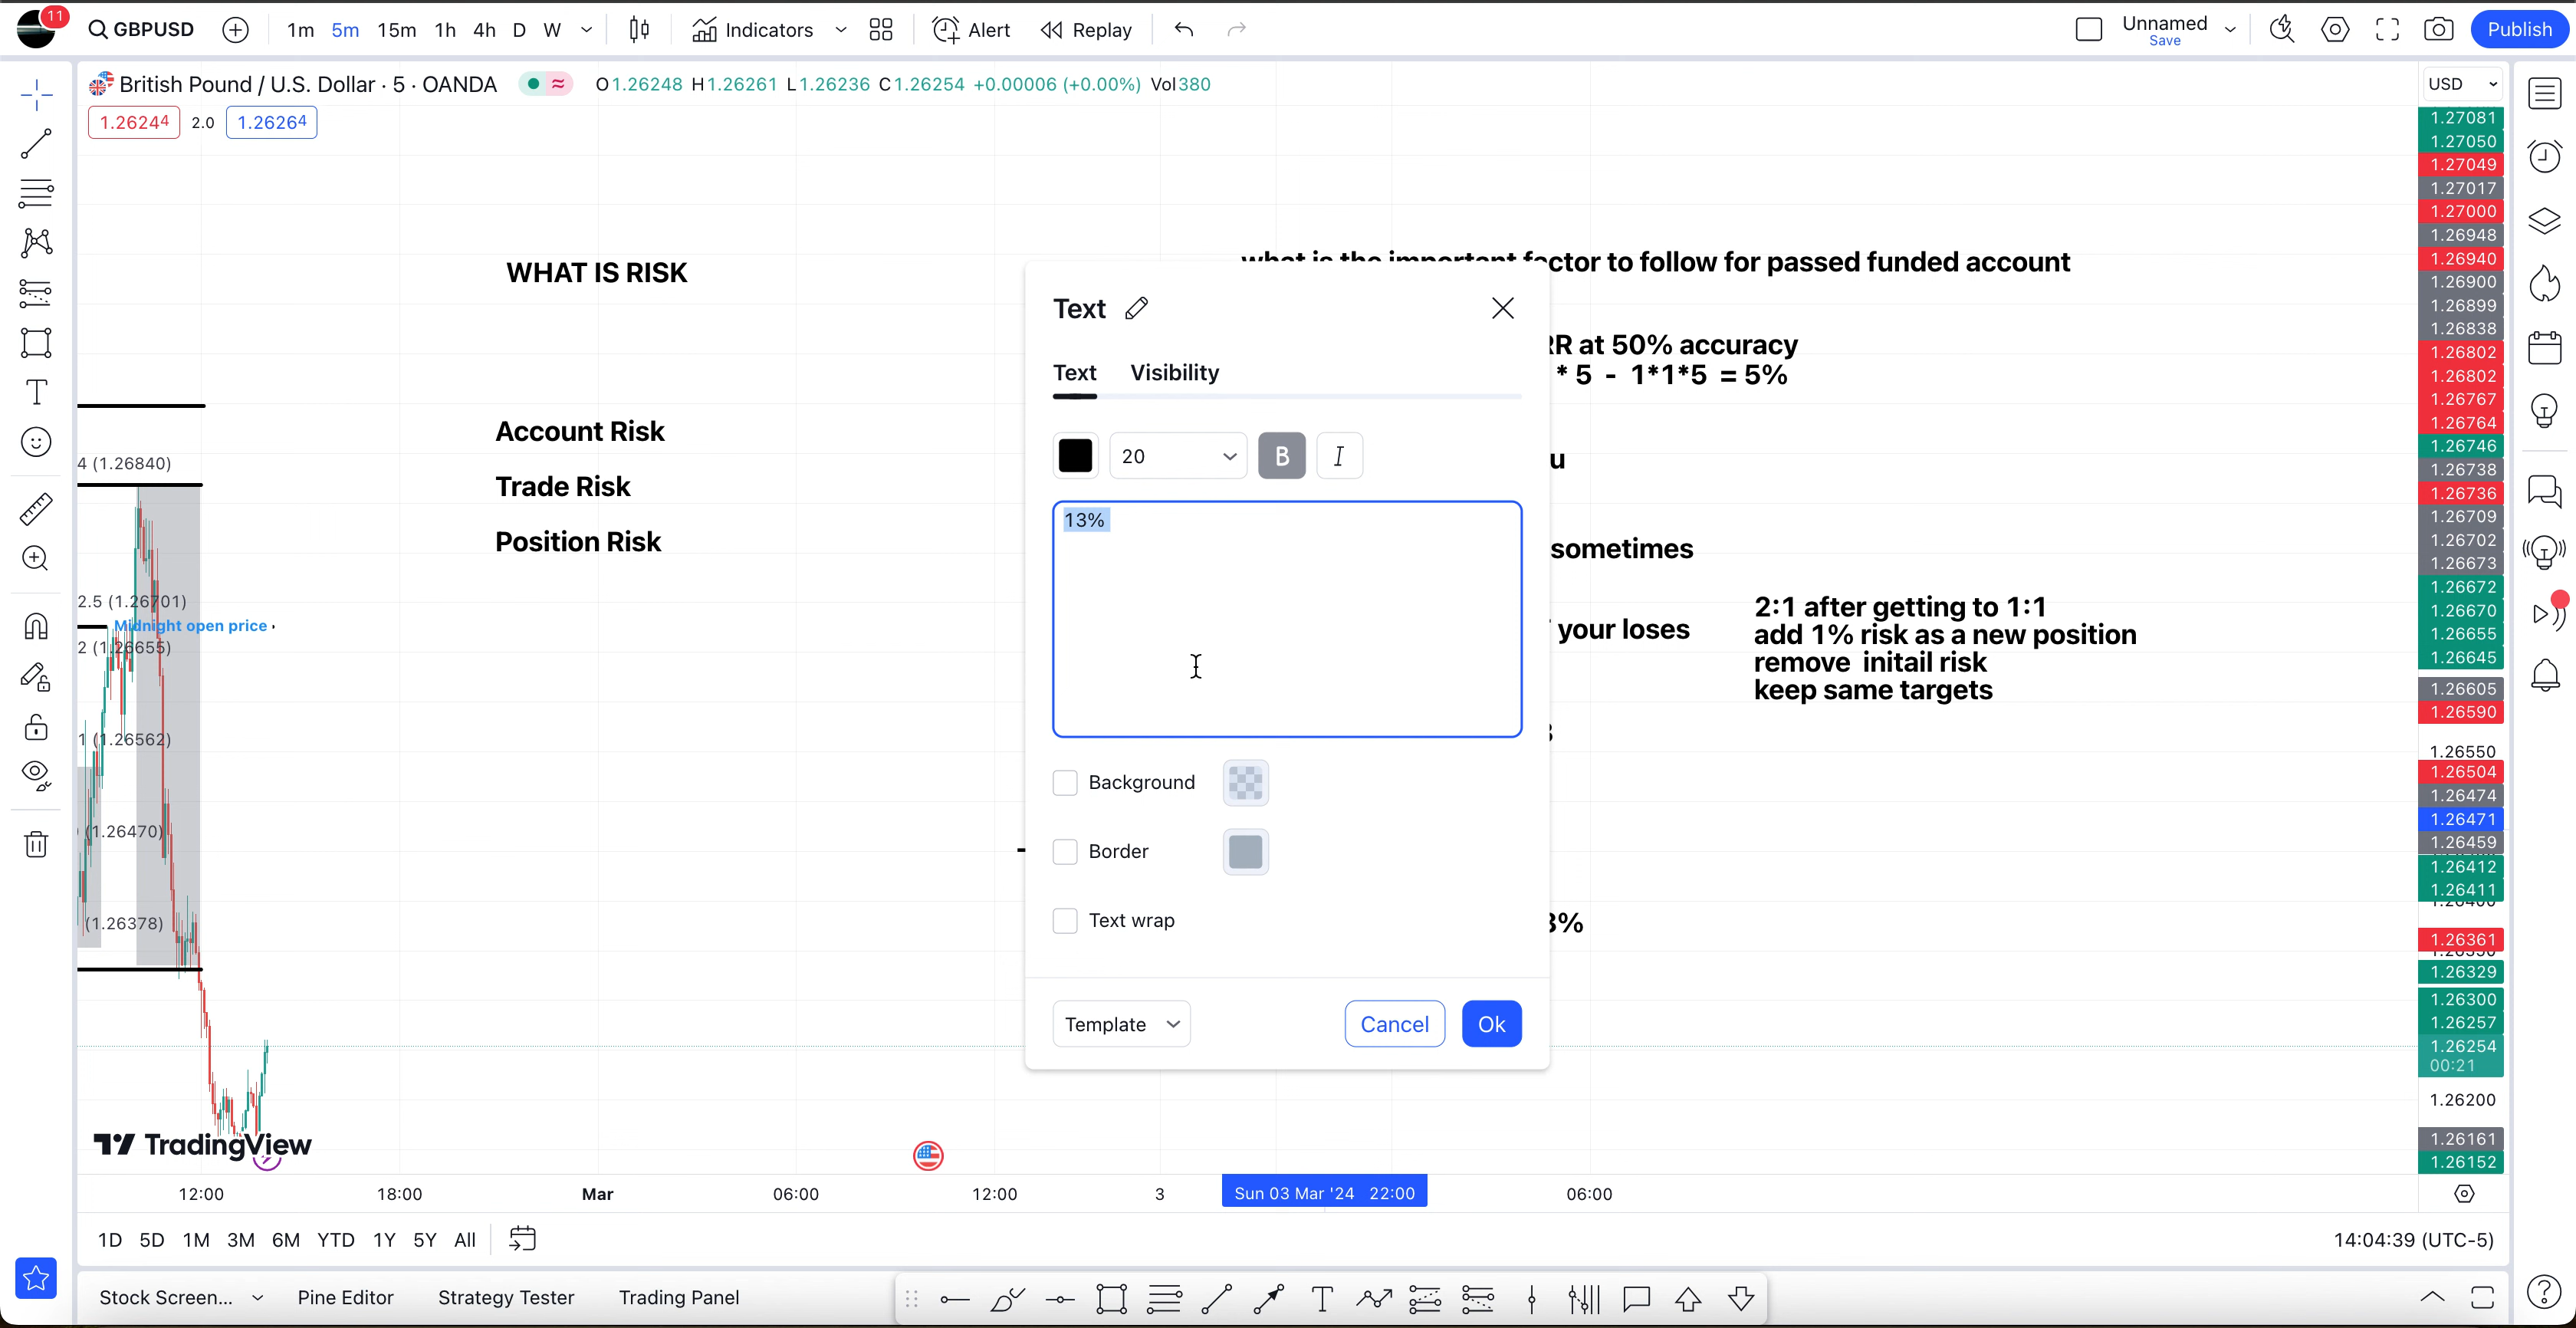 11
GBPUSD
1m 5m 15m 1h 4h D W
Indicators
Alert
Replay
Unnamed
Save
Publish
British Pound / U.S. Dollar · 5 · OANDA
O1.26248 H1.26261 L1.26236 C1.26254 +0.00006 (+0.00%) Vol380
1.26244 2.0 1.26264
USD
WHAT IS RISK
Account Risk
Trade Risk
Position Risk
4 (1.26840)
2.5 (1.26701)
Midnight open price
2 (1.26655)
1 (1.26562)
(1.26470)
(1.26378)
what is the important factor to follow for passed funded account
RR at 50% accuracy
* 5 - 1*1*5 = 5%
u
sometimes
your loses
2:1 after getting to 1:1
add 1% risk as a new position
remove initail risk
keep same targets
3%
Text
Text Visibility
20 B I
13%
Background
Border
Text wrap
Template
Cancel
Ok
1.27081
1.27050
1.27049
1.27017
1.27000
1.26948
1.26940
1.26900
1.26899
1.26838
1.26802
1.26802
1.26767
1.26764
1.26746
1.26738
1.26736
1.26709
1.26702
1.26673
1.26672
1.26670
1.26655
1.26645
1.26605
1.26590
1.26550
1.26504
1.26474
1.26471
1.26459
1.26412
1.26411
1.26361
1.26329
1.26300
1.26257
1.26254
00:21
1.26200
1.26161
1.26152
TradingView
12:00 18:00 Mar 06:00 12:00 3 Sun 03 Mar '24 22:00 06:00
1D 5D 1M 3M 6M YTD 1Y 5Y All
14:04:39 (UTC-5)
Stock Screen... Pine Editor Strategy Tester Trading Panel